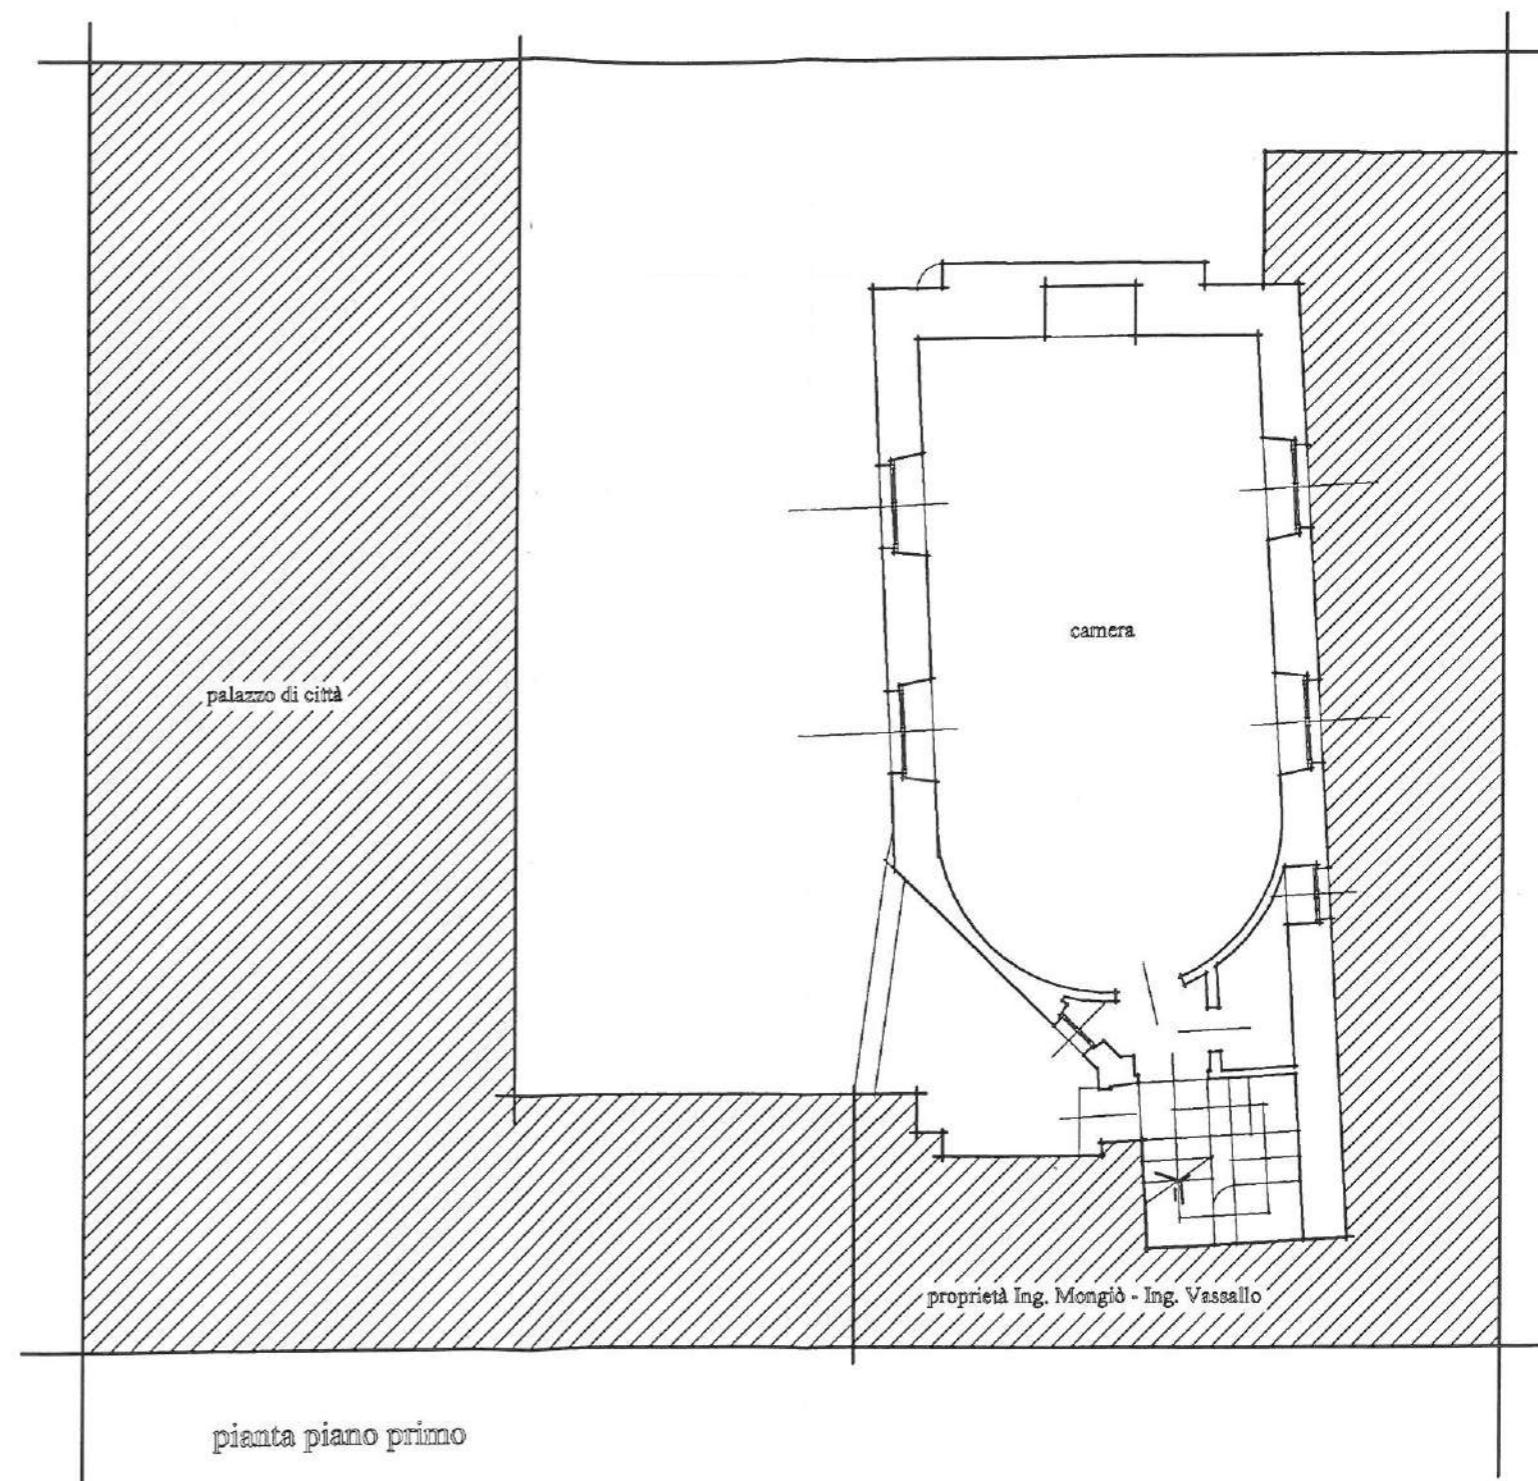 camera
palazzo di città
proprietà Ing. Mongiò - Ing. Vassallo
pianta piano primo